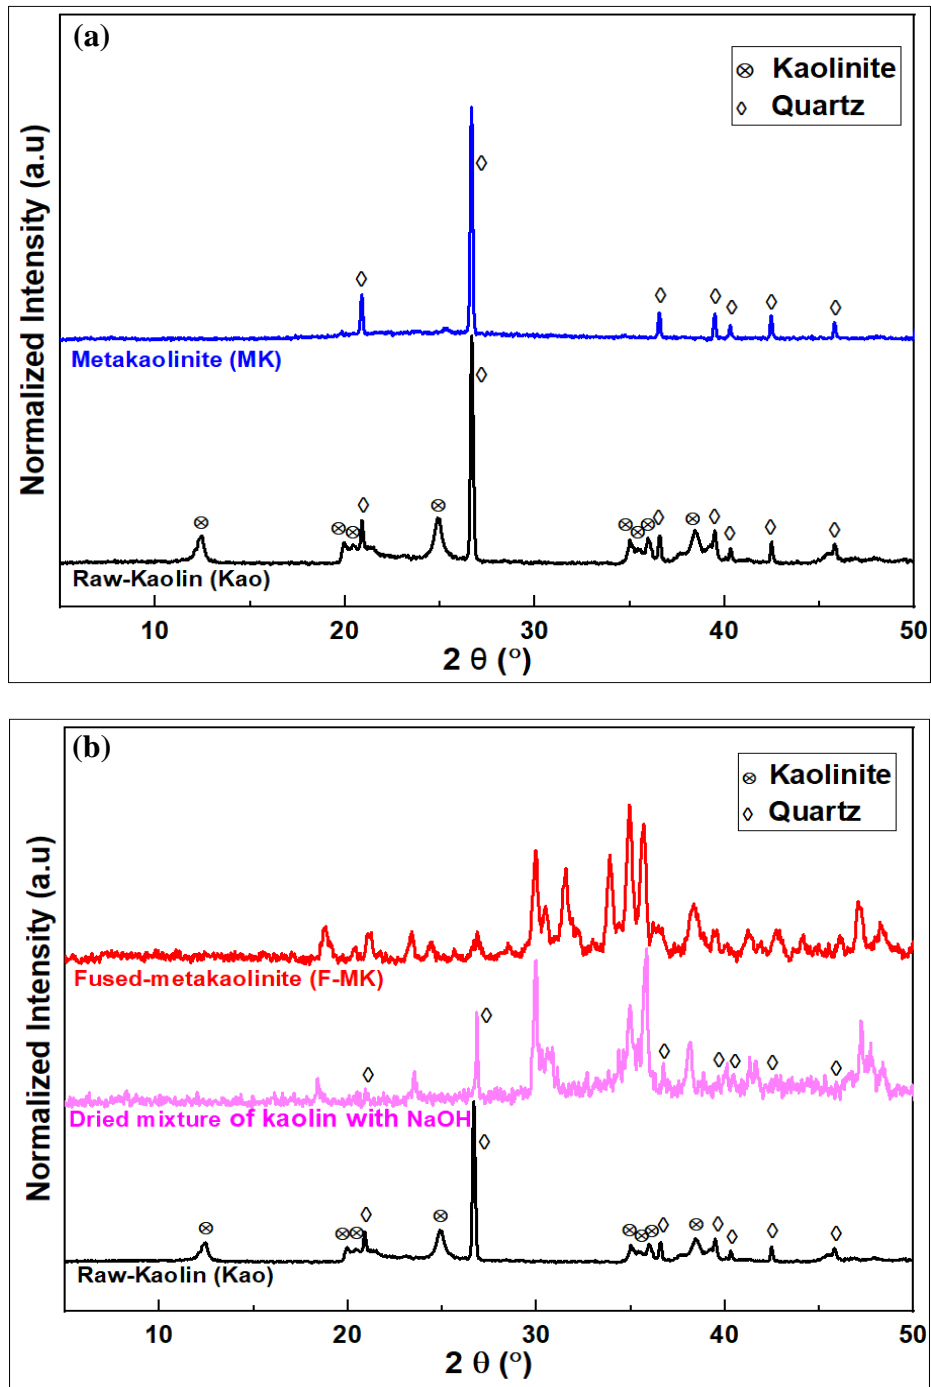 (a)
⊗ Kaolinite
◊ Quartz
Normalized Intensity (a.u)
Metakaolinite (MK)
Raw-Kaolin (Kao)
10 20 30 40 50
2 θ (°)
(b)
⊗ Kaolinite
◊ Quartz
Normalized Intensity (a.u)
Fused-metakaolinite (F-MK)
Dried mixture of kaolin with NaOH
Raw-Kaolin (Kao)
10 20 30 40 50
2 θ (°)